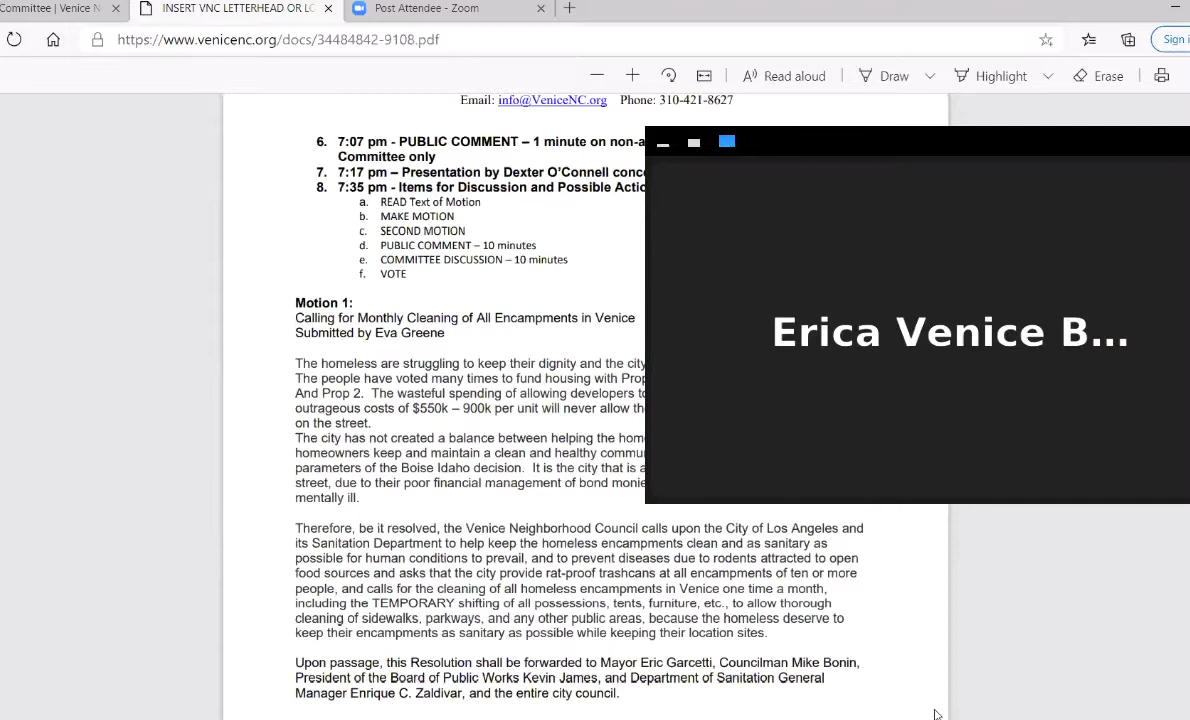 Committee | Venice N
INSERT VNC LETTERHEAD OR LO
Post Attendee - Zoom
https://www.venicenc.org/docs/34484842-9108.pdf
Sign i
Read aloud
Draw
Highlight
Erase
Email: info@VeniceNC.org Phone: 310-421-8627
6. 7:07 pm - PUBLIC COMMENT – 1 minute on non-a
Committee only
7. 7:17 pm – Presentation by Dexter O'Connell conce
8. 7:35 pm - Items for Discussion and Possible Actio
a. READ Text of Motion
b. MAKE MOTION
c. SECOND MOTION
d. PUBLIC COMMENT – 10 minutes
e. COMMITTEE DISCUSSION – 10 minutes
f. VOTE
Motion 1:
Calling for Monthly Cleaning of All Encampments in Venice
Submitted by Eva Greene
Erica Venice B...
The homeless are struggling to keep their dignity and the city
The people have voted many times to fund housing with Prop
And Prop 2. The wasteful spending of allowing developers to
outrageous costs of $550k – 900k per unit will never allow the
on the street.
The city has not created a balance between helping the hom
homeowners keep and maintain a clean and healthy commu
parameters of the Boise Idaho decision. It is the city that is a
street, due to their poor financial management of bond monie
mentally ill.
Therefore, be it resolved, the Venice Neighborhood Council calls upon the City of Los Angeles and
its Sanitation Department to help keep the homeless encampments clean and as sanitary as
possible for human conditions to prevail, and to prevent diseases due to rodents attracted to open
food sources and asks that the city provide rat-proof trashcans at all encampments of ten or more
people, and calls for the cleaning of all homeless encampments in Venice one time a month,
including the TEMPORARY shifting of all possessions, tents, furniture, etc., to allow thorough
cleaning of sidewalks, parkways, and any other public areas, because the homeless deserve to
keep their encampments as sanitary as possible while keeping their location sites.
Upon passage, this Resolution shall be forwarded to Mayor Eric Garcetti, Councilman Mike Bonin,
President of the Board of Public Works Kevin James, and Department of Sanitation General
Manager Enrique C. Zaldivar, and the entire city council.